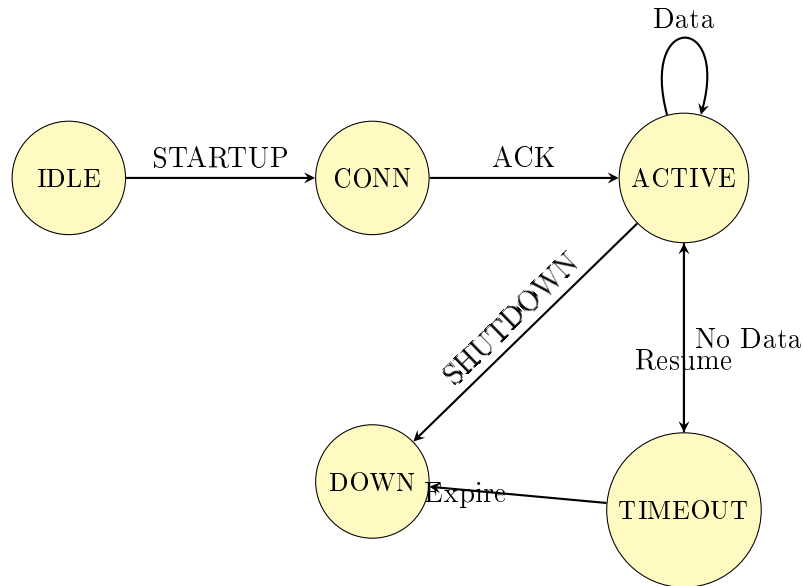 Data
IDLE
STARTUP
CONN
ACK
ACTIVE
SHUTDOWN
No Data
Resume
DOWN
Expire
TIMEOUT